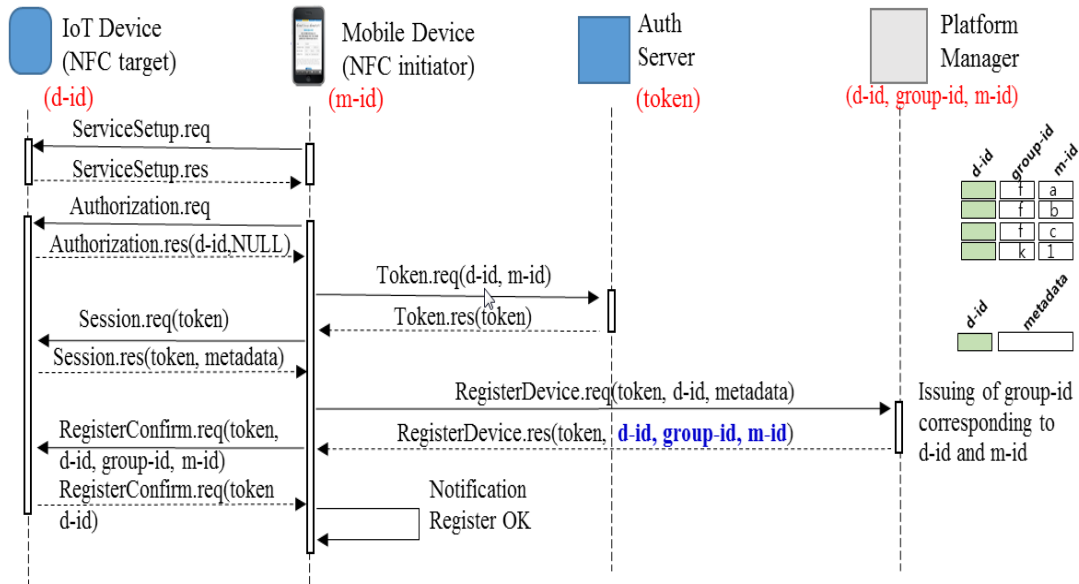 IoT Device
(NFC target)
(d-id)
Mobile Device
(NFC initiator)
(m-id)
Auth
Server
(token)
Platform
Manager
(d-id, group-id, m-id)
ServiceSetup.req
ServiceSetup.res
Authorization.req
Authorization.res(d-id,NULL)
Token.req(d-id, m-id)
Token.res(token)
Session.req(token)
Session.res(token, metadata)
RegisterDevice.req(token, d-id, metadata)
RegisterDevice.res(token, d-id, group-id, m-id)
RegisterConfirm.req(token,
d-id, group-id, m-id)
RegisterConfirm.req(token
d-id)
Notification
Register OK
d-id group-id m-id
f a
f b
f c
k l
d-id metadata
Issuing of group-id
corresponding to
d-id and m-id